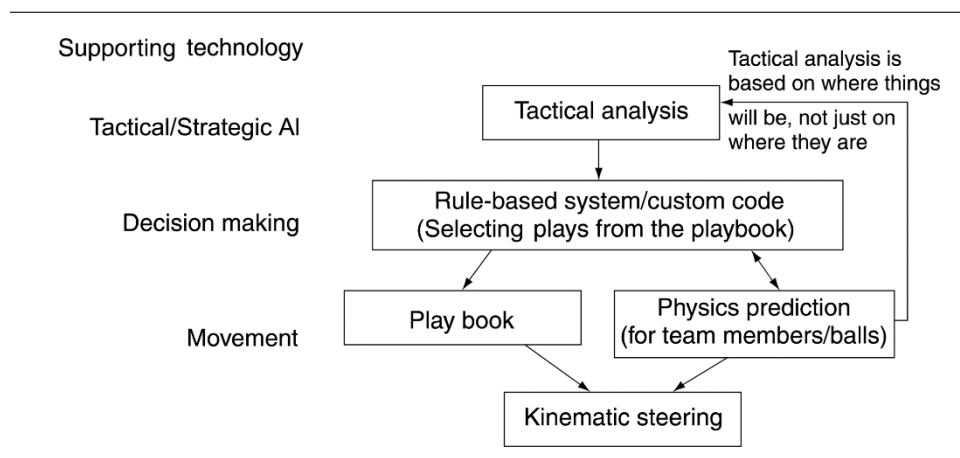 Supporting technology
Tactical analysis is
based on where things
will be, not just on
where they are
Tactical/Strategic AI
Tactical analysis
Decision making
Rule-based system/custom code
(Selecting plays from the playbook)
Movement
Play book
Physics prediction
(for team members/balls)
Kinematic steering